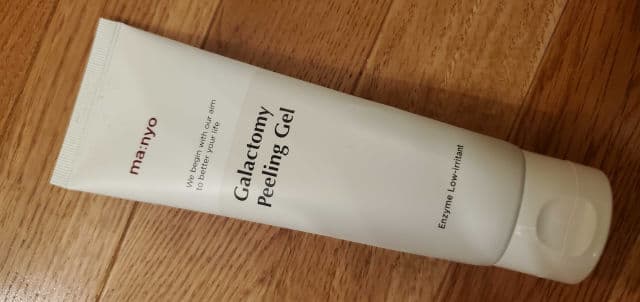 ma:nyo
We begin with our aim
to better your life
Galactomy
Peeling Gel
Enzyme Low-irritant